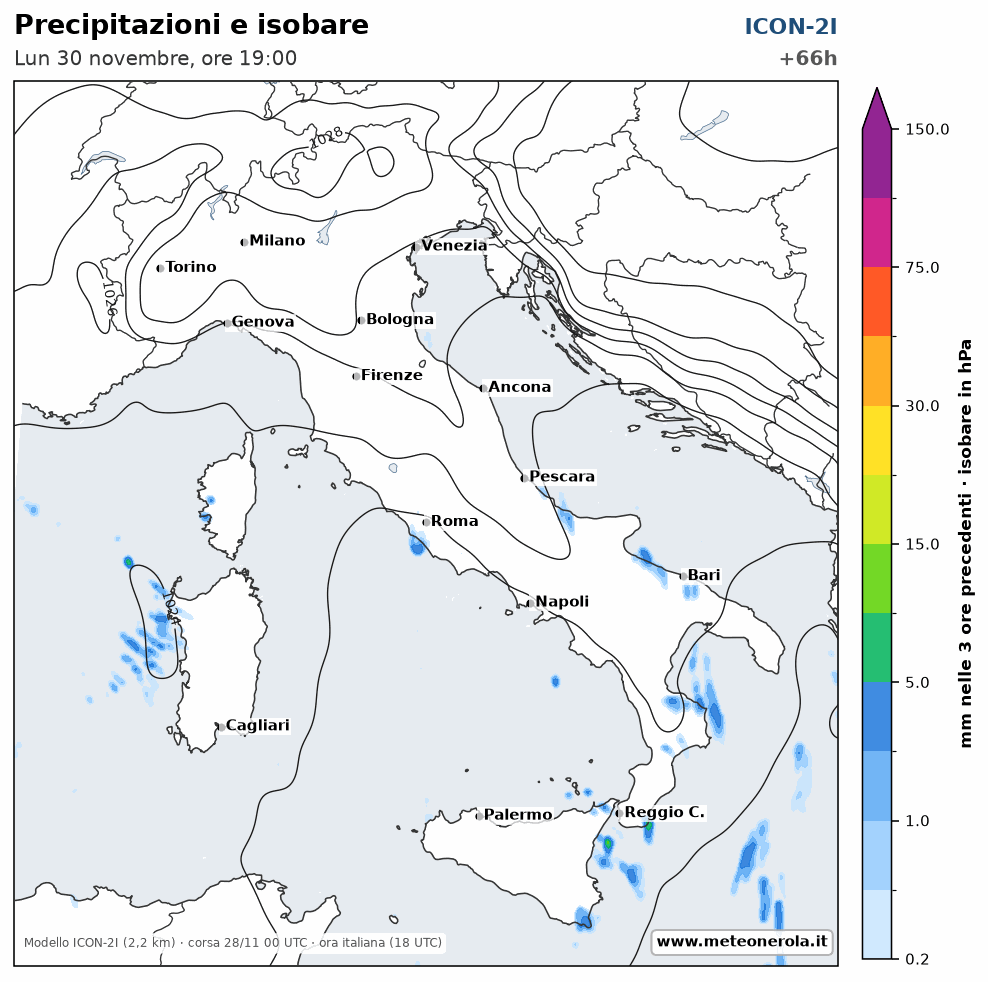 Precipitazioni e isobare
ICON-2I
Lun 30 novembre, ore 19:00
+66h
1028
Milano
Venezia
Torino
1026
Genova
Bologna
Firenze
Ancona
Pescara
Roma
Bari
Napoli
Cagliari
Palermo
Reggio C.
Modello ICON-2I (2,2 km) · corsa 28/11 00 UTC · ora italiana (18 UTC)
www.meteonerola.it
150.0
75.0
30.0
15.0
5.0
1.0
0.2
mm nelle 3 ore precedenti · isobare in hPa